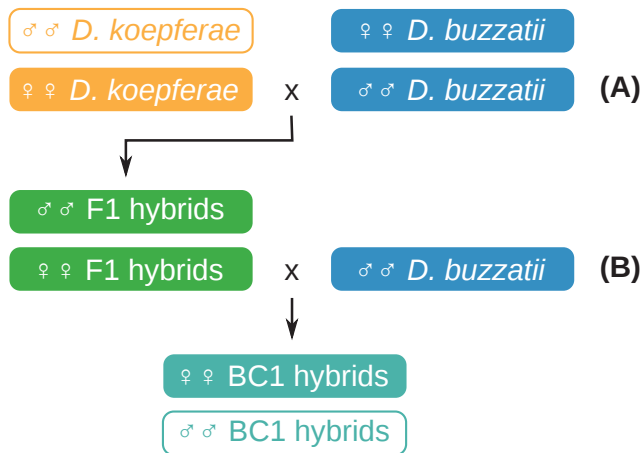 ♂♂ D. koepferae ♀♀ D. buzzatii
♀♀ D. koepferae x ♂♂ D. buzzatii (A)
♂♂ F1 hybrids
♀♀ F1 hybrids x ♂♂ D. buzzatii (B)
♀♀ BC1 hybrids
♂♂ BC1 hybrids